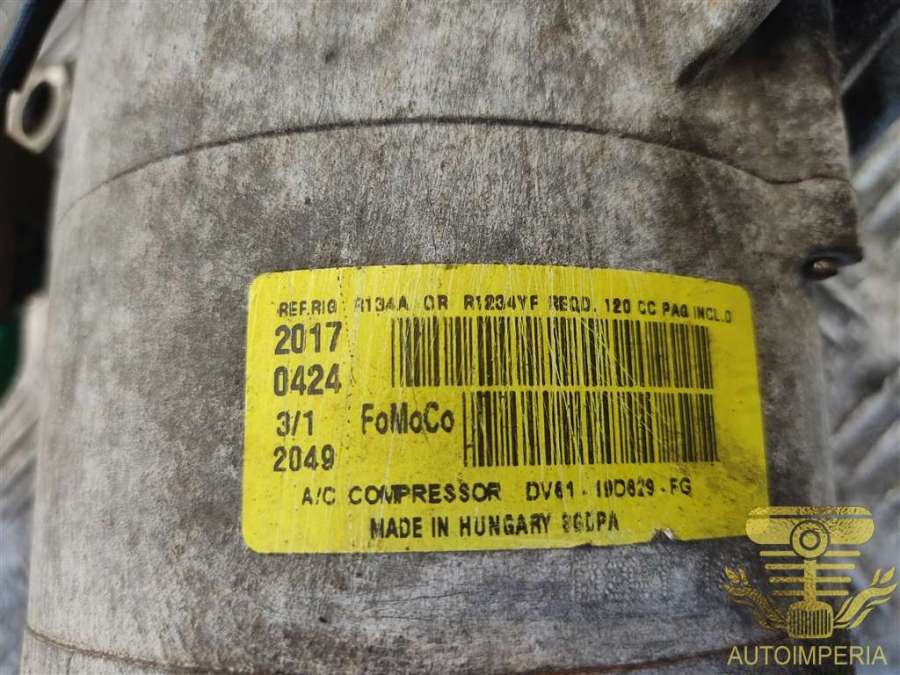 REF.RIG R134A OR R1234YF REQD. 120 CC PAG INCL.D
2017
0424
3/1 FoMoCo
2049
A/C COMPRESSOR DV61-19D629-FG
MADE IN HUNGARY
AUTOIMPERIA